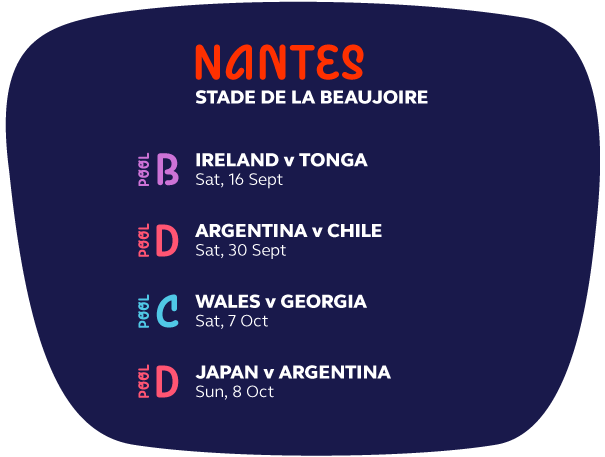 NANTES
STADE DE LA BEAUJOIRE
POOL B
IRELAND v TONGA
Sat, 16 Sept
POOL D
ARGENTINA v CHILE
Sat, 30 Sept
POOL C
WALES v GEORGIA
Sat, 7 Oct
POOL D
JAPAN v ARGENTINA
Sun, 8 Oct